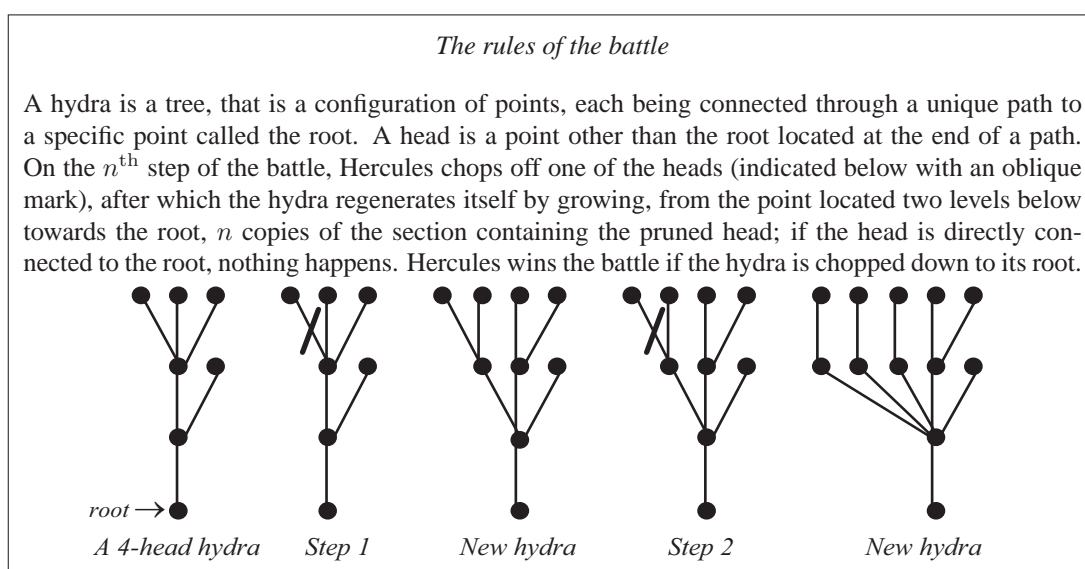 The rules of the battle
A hydra is a tree, that is a configuration of points, each being connected through a unique path to
a specific point called the root. A head is a point other than the root located at the end of a path.
On the nᵗʰ step of the battle, Hercules chops off one of the heads (indicated below with an oblique
mark), after which the hydra regenerates itself by growing, from the point located two levels below
towards the root, n copies of the section containing the pruned head; if the head is directly con-
nected to the root, nothing happens. Hercules wins the battle if the hydra is chopped down to its root.
root →
A 4-head hydra Step 1 New hydra Step 2 New hydra